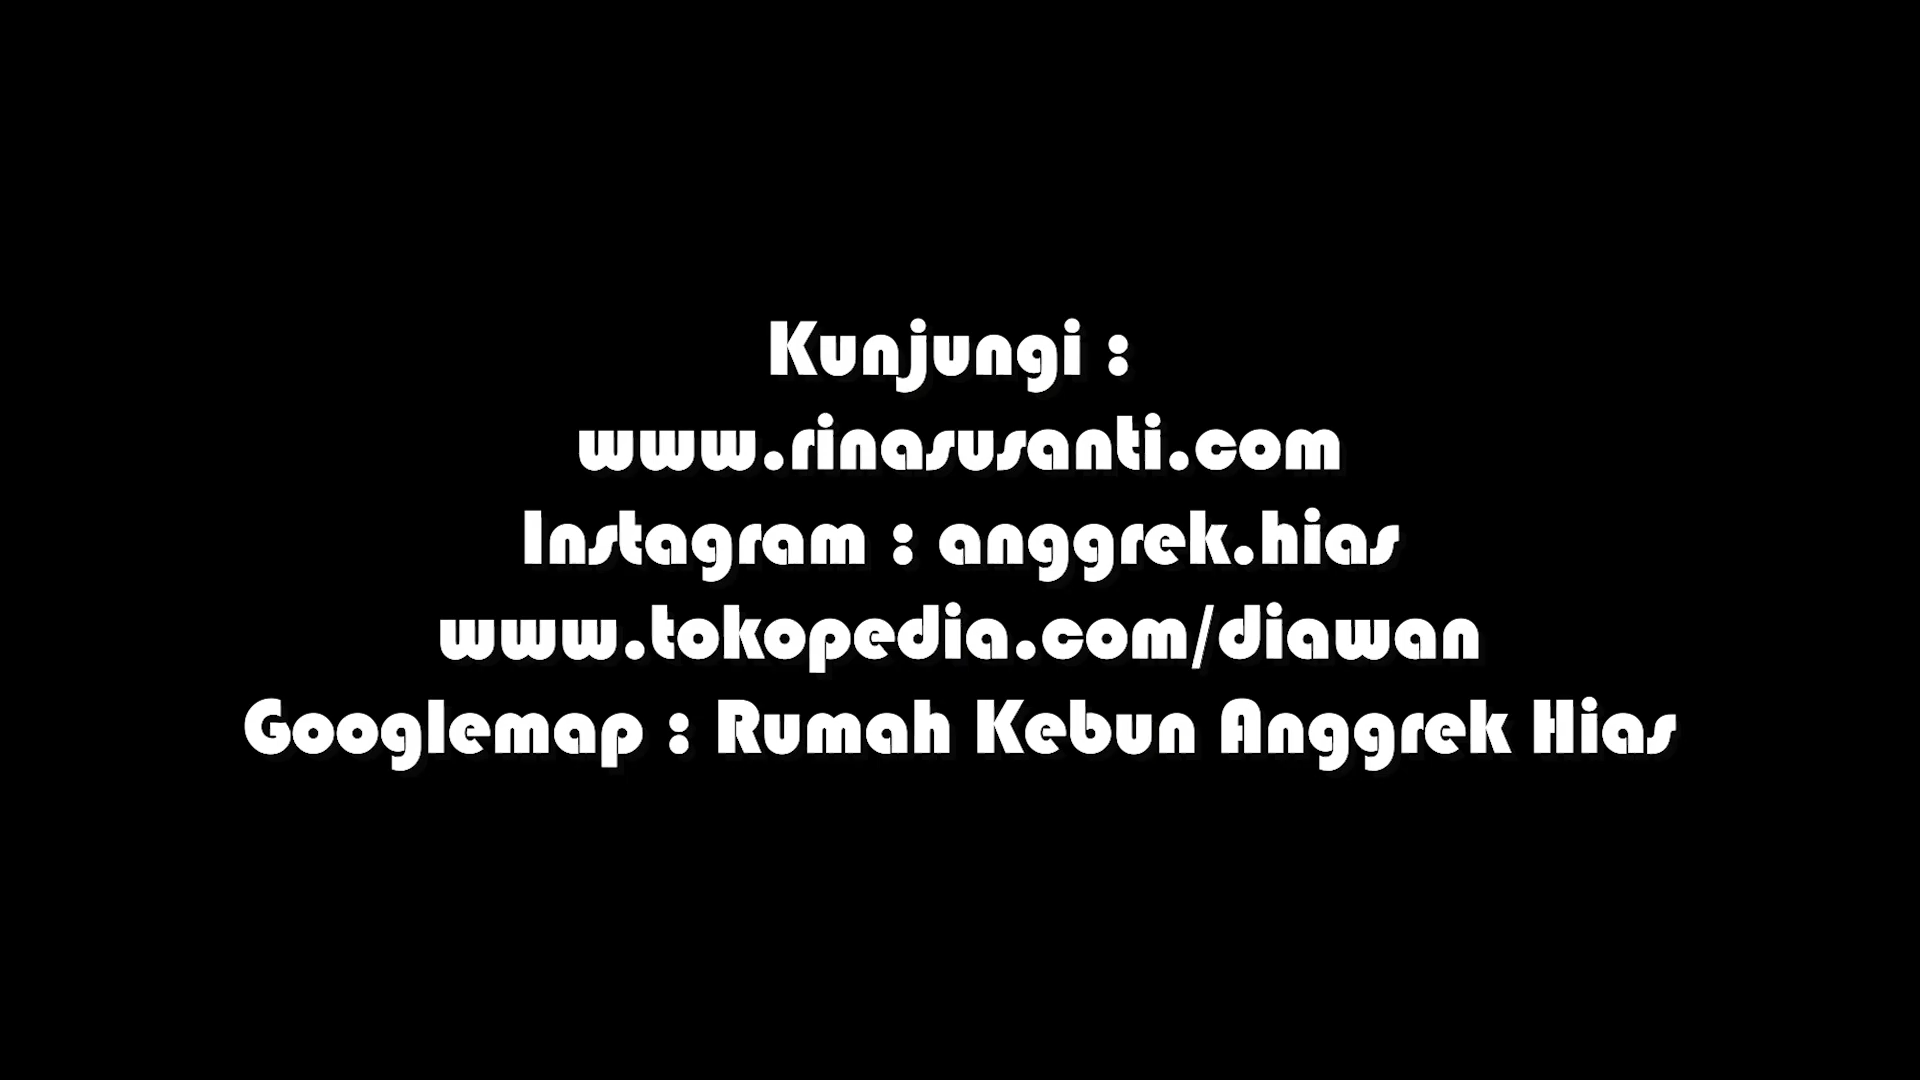 Kunjungi :
www.rinasusanti.com
Instagram : anggrek.hias
www.tokopedia.com/diawan
Googlemap : Rumah Kebun Anggrek Hias